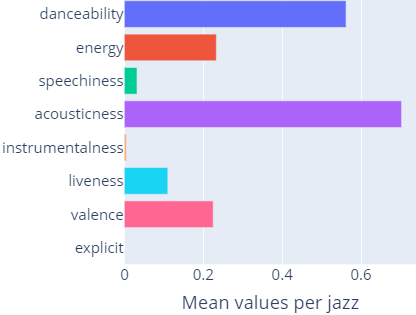 danceability
energy
speechiness
acousticness
instrumentalness
liveness
valence
explicit
0 0.2 0.4 0.6
Mean values per jazz